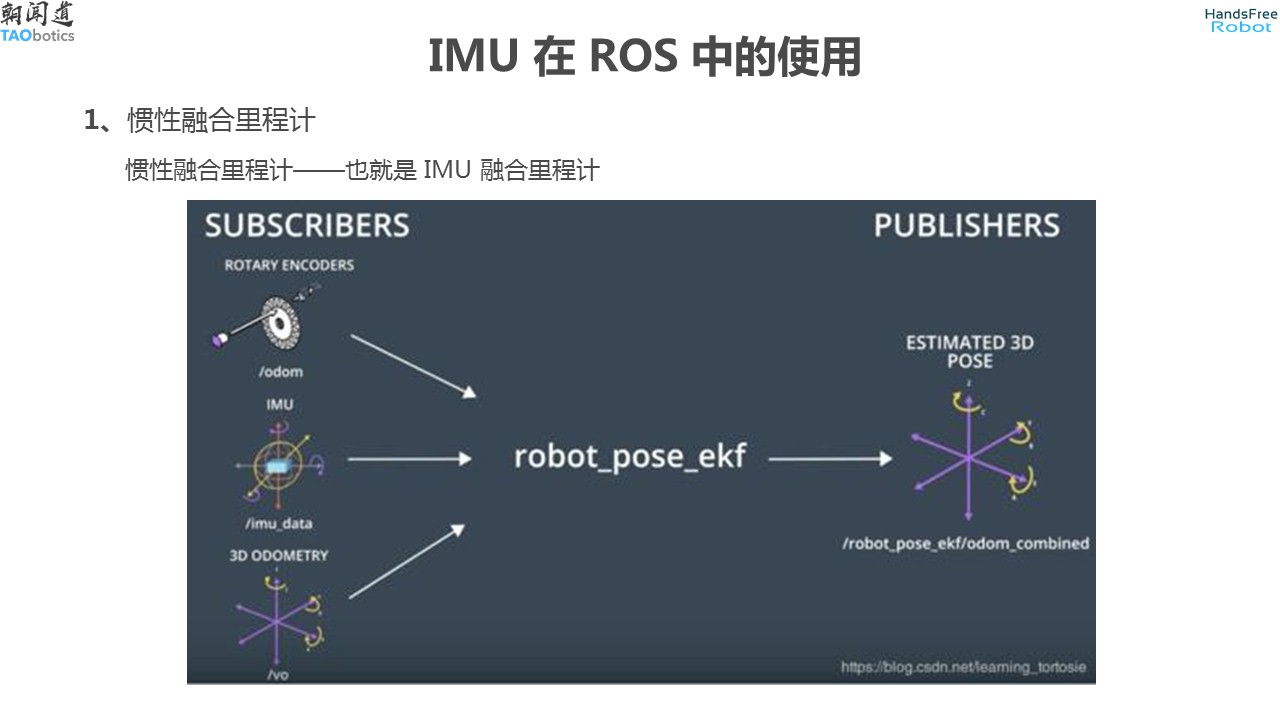 朝闻道
TAObotics
HandsFree
Robot
IMU 在 ROS 中的使用
1、惯性融合里程计
惯性融合里程计——也就是 IMU 融合里程计
SUBSCRIBERS
PUBLISHERS
ROTARY ENCODERS
/odom
IMU
/imu_data
3D ODOMETRY
/vo
robot_pose_ekf
ESTIMATED 3D
POSE
/robot_pose_ekf/odom_combined
https://blog.csdn.net/learning_tortosie